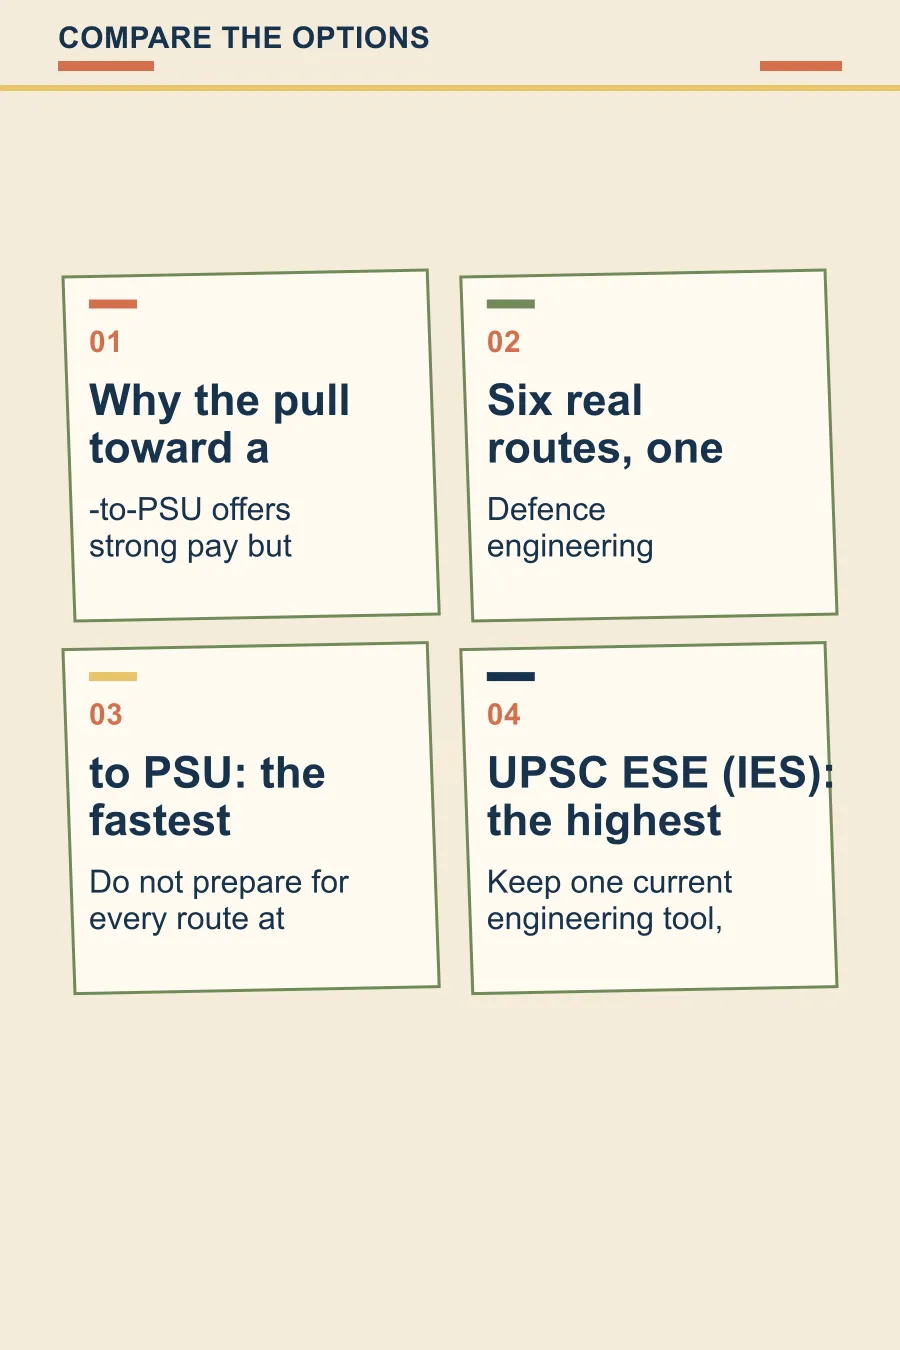 COMPARE THE OPTIONS
01
Why the pull
toward a
-to-PSU offers
strong pay but
02
Six real
routes, one
Defence
engineering
03
to PSU: the
fastest
Do not prepare for
every route at
04
UPSC ESE (IES):
the highest
Keep one current
engineering tool,